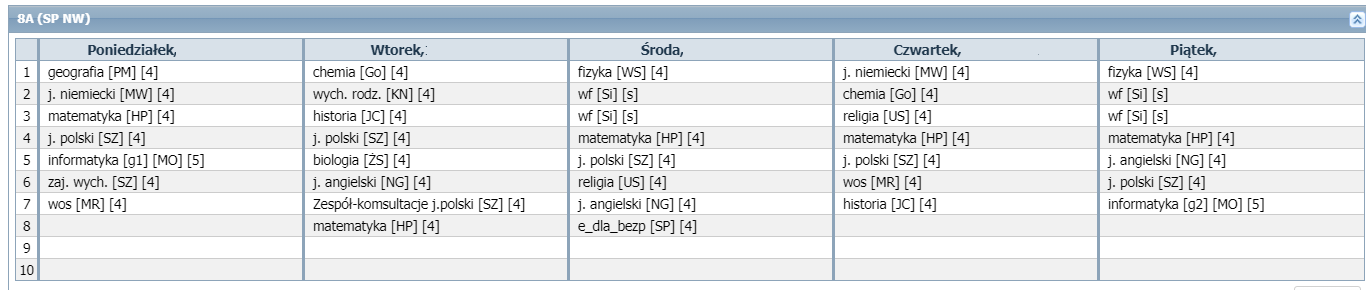 8A (SP NW)
Poniedziałek, Wtorek, Środa, Czwartek, Piątek,
1 geografia [PM] [4] chemia [Go] [4] fizyka [WS] [4] j. niemiecki [MW] [4] fizyka [WS] [4]
2 j. niemiecki [MW] [4] wych. rodz. [KN] [4] wf [Si] [s] chemia [Go] [4] wf [Si] [s]
3 matematyka [HP] [4] historia [JC] [4] wf [Si] [s] religia [US] [4] wf [Si] [s]
4 j. polski [SZ] [4] j. polski [SZ] [4] matematyka [HP] [4] matematyka [HP] [4] matematyka [HP] [4]
5 informatyka [g1] [MO] [5] biologia [ŻS] [4] j. polski [SZ] [4] j. polski [SZ] [4] j. angielski [NG] [4]
6 zaj. wych. [SZ] [4] j. angielski [NG] [4] religia [US] [4] wos [MR] [4] j. polski [SZ] [4]
7 wos [MR] [4] Zespół-komsultacje j.polski [SZ] [4] j. angielski [NG] [4] historia [JC] [4] informatyka [g2] [MO] [5]
8 matematyka [HP] [4] e_dla_bezp [SP] [4]
9
10